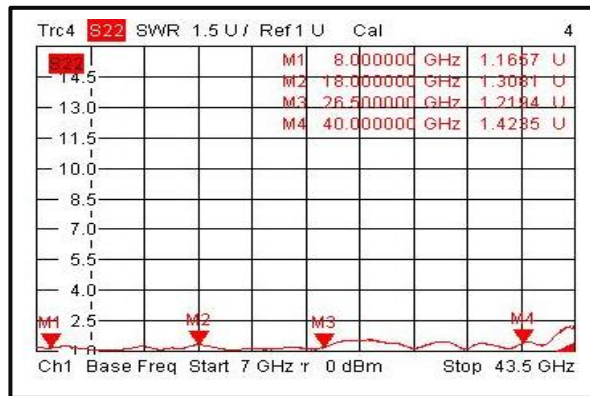 Trc4 S22 SWR 1.5 U / Ref 1 U Cal 4
S22
M1 8.000000 GHz 1.1657 U
M2 18.000000 GHz 1.3081 U
M3 26.500000 GHz 1.2194 U
M4 40.000000 GHz 1.4235 U
14.5
13.0
11.5
10.0
8.5
7.0
5.5
4.0
2.5
M1 M2 M3 M4
1.0
Ch1 Base Freq Start 7 GHz 0 dBm Stop 43.5 GHz